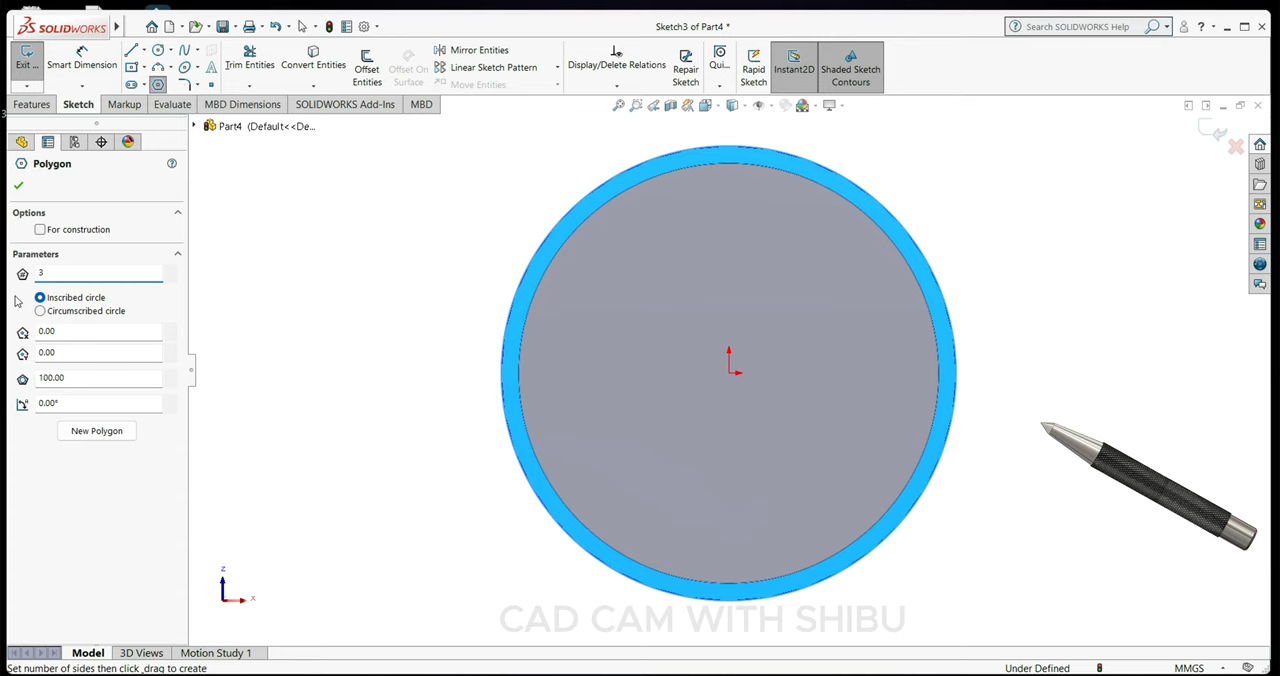 SOLIDWORKS
Sketch3 of Part4 *
Search SOLIDWORKS Help
Exit ...
Smart Dimension
Trim Entities
Convert Entities
Offset Entities
Offset On Surface
Mirror Entities
Linear Sketch Pattern
Move Entities
Display/Delete Relations
Repair Sketch
Qui...
Rapid Sketch
Instant2D
Shaded Sketch Contours
Features
Sketch
Markup
Evaluate
MBD Dimensions
SOLIDWORKS Add-Ins
MBD
Part4 (Default<<De...
Polygon
Options
For construction
Parameters
3
Inscribed circle
Circumscribed circle
0.00
0.00
100.00
0.00°
New Polygon
z
x
CAD CAM WITH SHIBU
Model
3D Views
Motion Study 1
Set number of sides then click _drag to create
Under Defined
MMGS